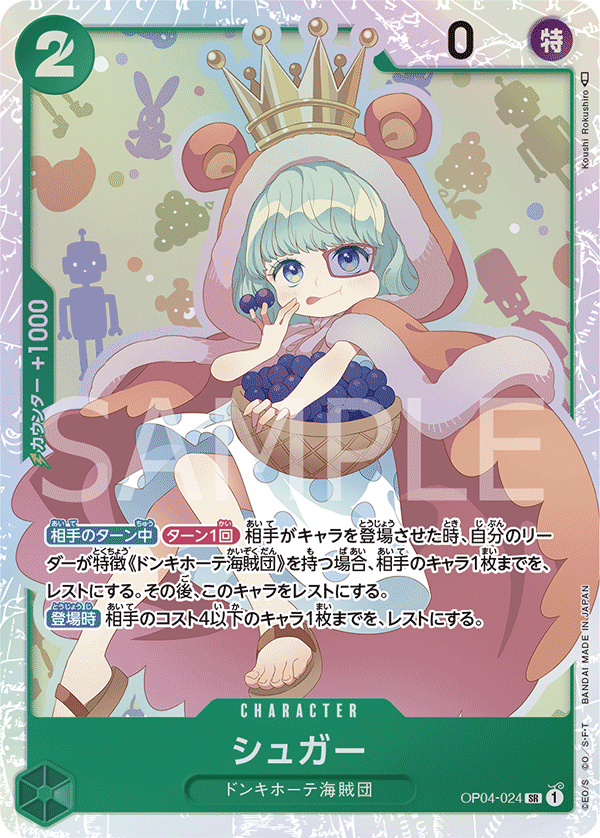 2
0
特
Koushi Rokushiro
カウンター +1000
SAMPLE
相手のターン中 ターン1回 相手がキャラを登場させた時、自分のリー
ダーが特徴《ドンキホーテ海賊団》を持つ場合、相手のキャラ1枚までを、
レストにする。その後、このキャラをレストにする。
登場時 相手のコスト4以下のキャラ1枚までを、レストにする。
CHARACTER
シュガー
ドンキホーテ海賊団
OP04-024 SR 1
©E.O/S ©O/S・F・T BANDAI MADE IN JAPAN